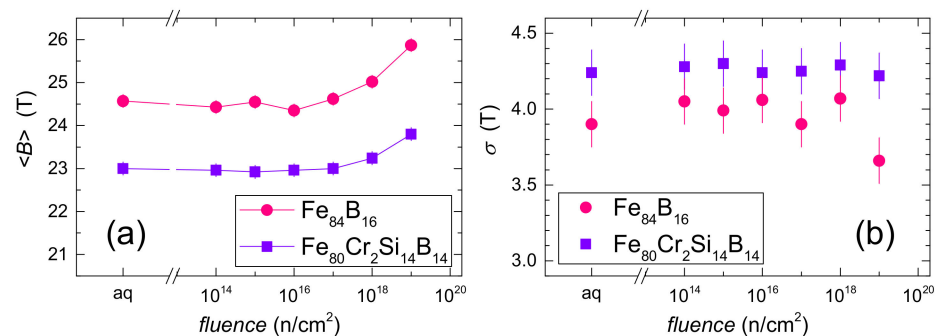 26
25
24
23
22
21
<B> (T)
(a)
Fe84B16
Fe80Cr2Si14B14
aq 10^14 10^16 10^18 10^20
fluence (n/cm^2)
4.5
4.0
3.5
3.0
σ (T)
Fe84B16
Fe80Cr2Si14B14
(b)
aq 10^14 10^16 10^18 10^20
fluence (n/cm^2)